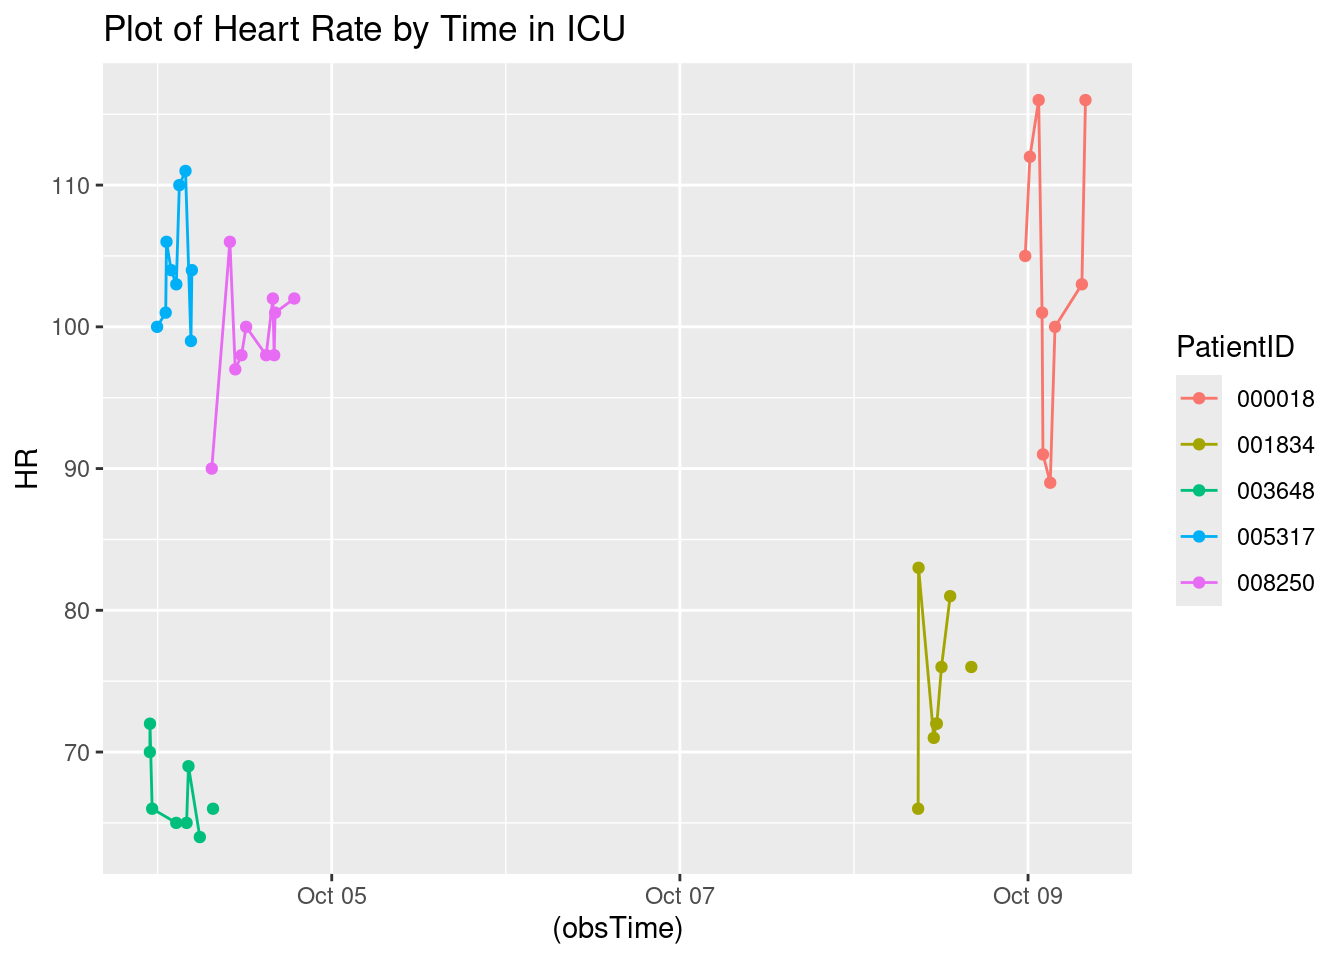 Plot of Heart Rate by Time in ICU
110
100
90
80
70
HR
Oct 05
Oct 07
Oct 09
(obsTime)
PatientID
000018
001834
003648
005317
008250